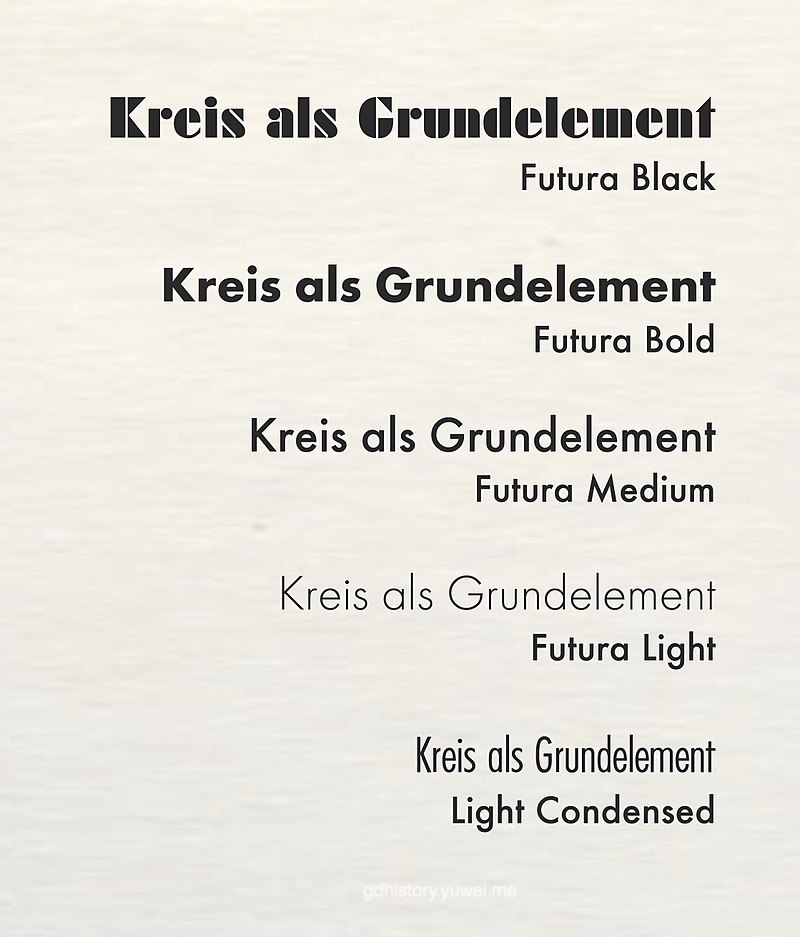 Kreis als Grundelement
Futura Black
Kreis als Grundelement
Futura Bold
Kreis als Grundelement
Futura Medium
Kreis als Grundelement
Futura Light
Kreis als Grundelement
Light Condensed
gdhistory.yuwei.me